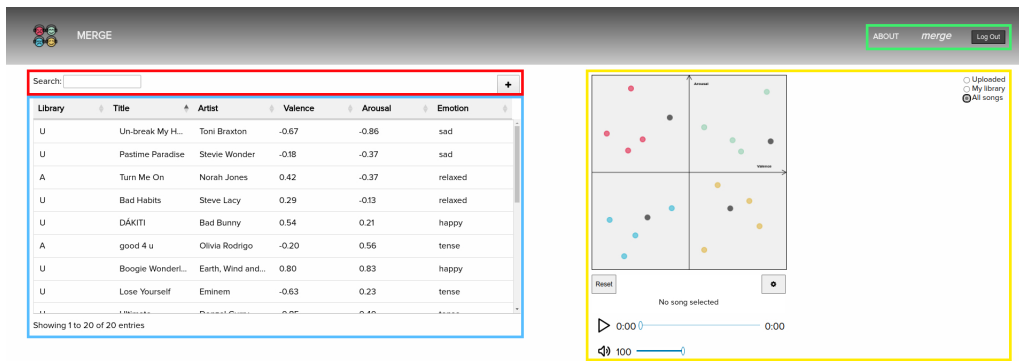 MERGE
ABOUT merge Log Out
Search: +
Library Title Artist Valence Arousal Emotion
U Un-break My H... Toni Braxton -0.67 -0.86 sad
U Pastime Paradise Stevie Wonder -0.18 -0.37 sad
A Turn Me On Norah Jones 0.42 -0.37 relaxed
U Bad Habits Steve Lacy 0.29 -0.13 relaxed
U DÁKITI Bad Bunny 0.54 0.21 happy
A good 4 u Olivia Rodrigo -0.20 0.56 tense
U Boogie Wonderl... Earth, Wind and... 0.80 0.83 happy
U Lose Yourself Eminem -0.63 0.23 tense
Showing 1 to 20 of 20 entries
Arousal
Valence
Uploaded
My library
All songs
Reset
No song selected
0:00 0:00
100